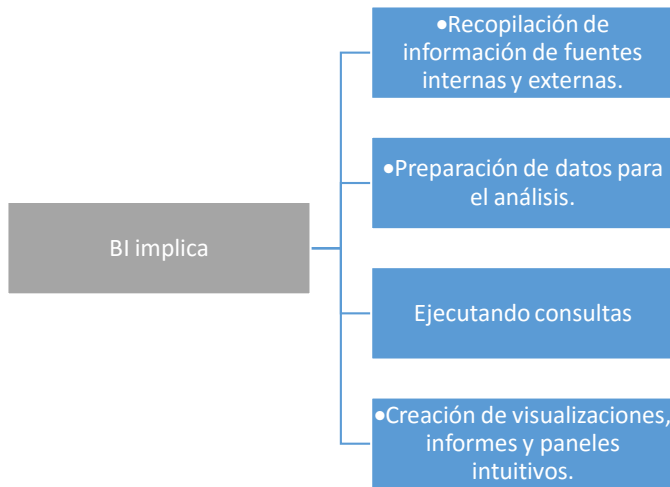 •Recopilación de
información de fuentes
internas y externas.
•Preparación de datos para
el análisis.
BI implica
Ejecutando consultas
•Creación de visualizaciones,
informes y paneles
intuitivos.